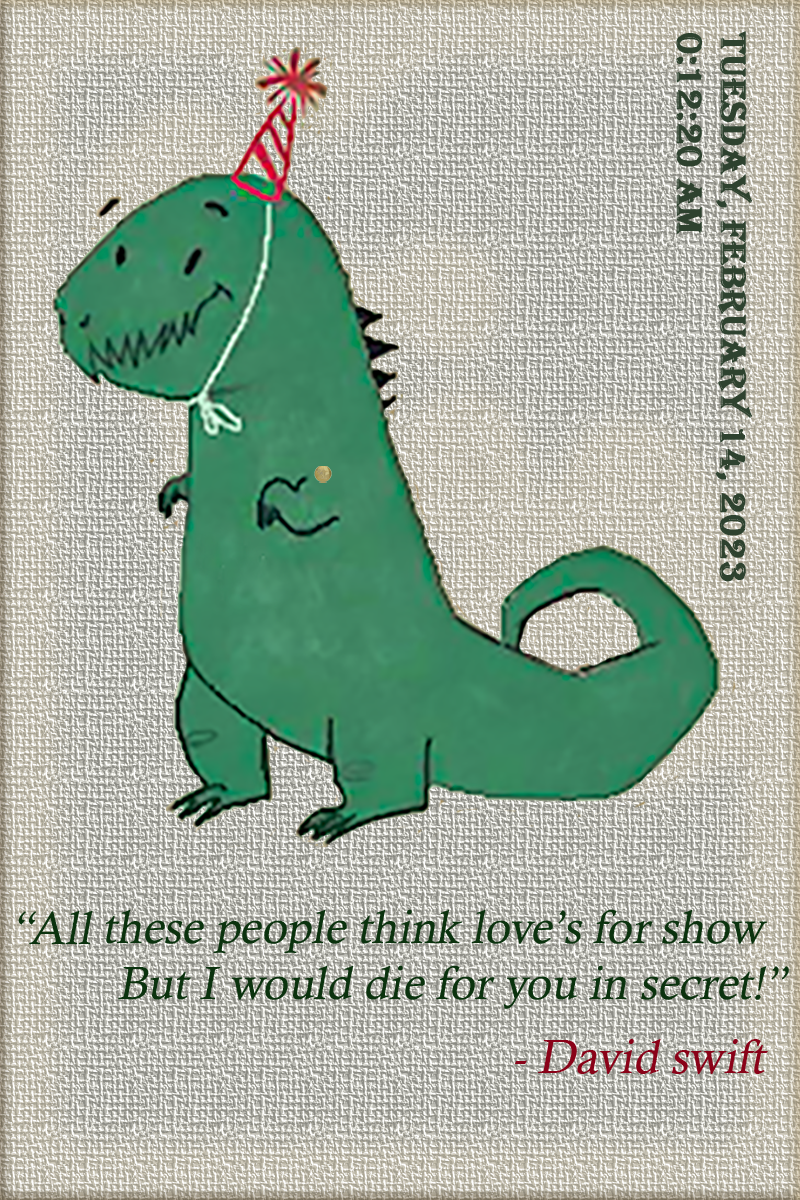 TUESDAY, FEBRUARY 14, 2023
0:12:20 AM
“All these people think love’s for show
But I would die for you in secret!”
- David swift